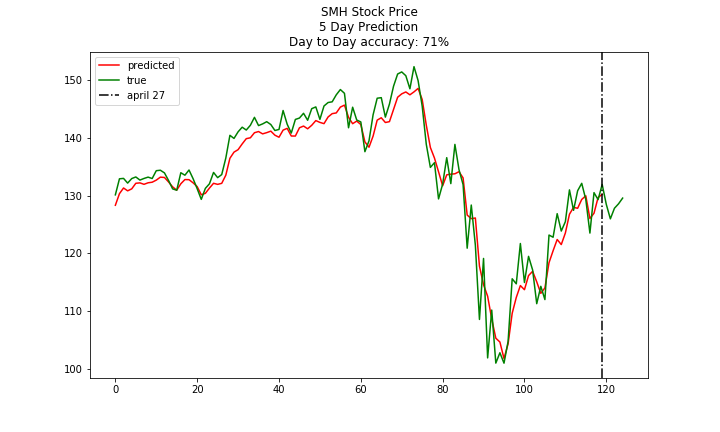 SMH Stock Price
5 Day Prediction
Day to Day accuracy: 71%
predicted
true
april 27
150
140
130
120
110
100
0
20
40
60
80
100
120